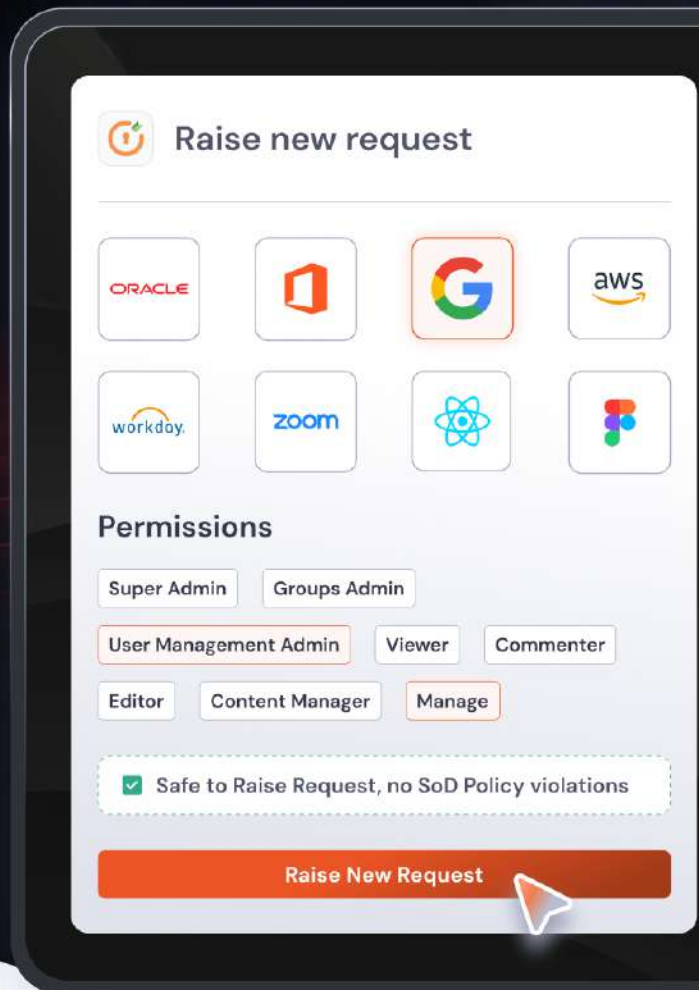 Raise new request
ORACLE
aws
workday.
zoom
Permissions
Super Admin Groups Admin
User Management Admin Viewer Commenter
Editor Content Manager Manage
Safe to Raise Request, no SoD Policy violations
Raise New Request